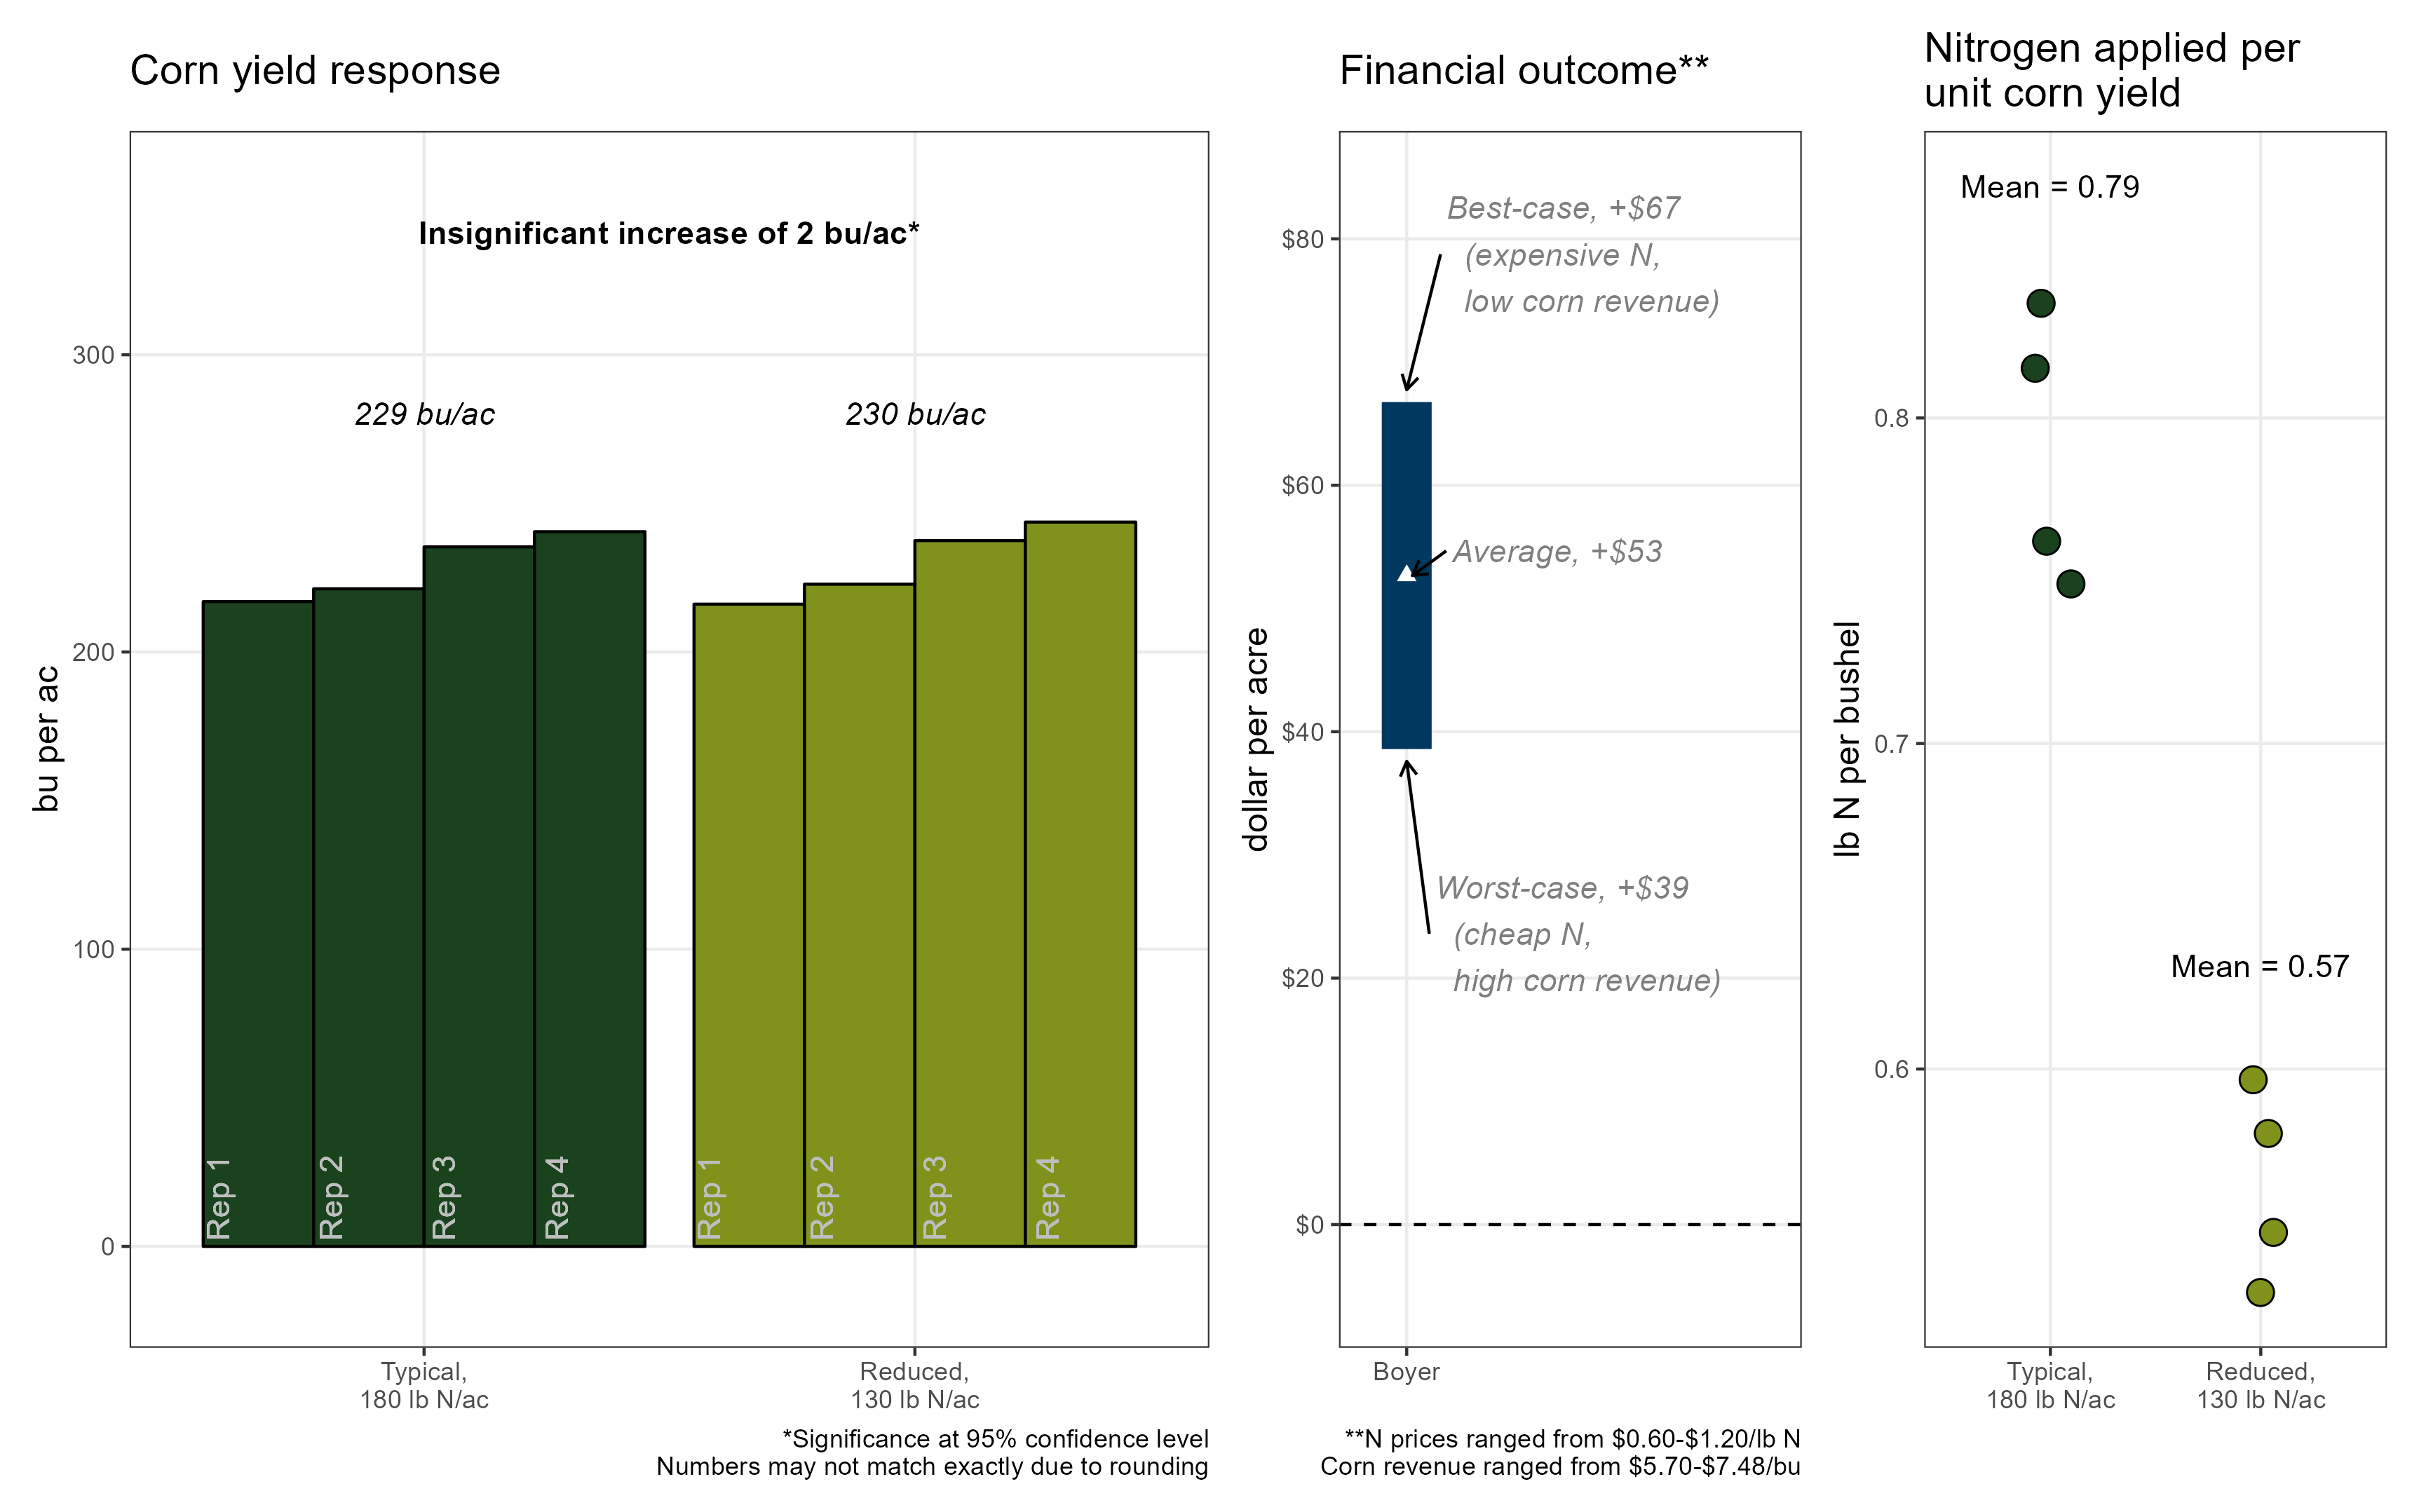 Corn yield response
Insignificant increase of 2 bu/ac*
229 bu/ac
230 bu/ac
300
200
100
0
bu per ac
Rep 1
Rep 2
Rep 3
Rep 4
Rep 1
Rep 2
Rep 3
Rep 4
Typical,
180 lb N/ac
Reduced,
130 lb N/ac
*Significance at 95% confidence level
Numbers may not match exactly due to rounding
Financial outcome**
Best-case, +$67
(expensive N,
low corn revenue)
Average, +$53
Worst-case, +$39
(cheap N,
high corn revenue)
$80
$60
$40
$20
$0
dollar per acre
Boyer
**N prices ranged from $0.60-$1.20/lb N
Corn revenue ranged from $5.70-$7.48/bu
Nitrogen applied per
unit corn yield
Mean = 0.79
Mean = 0.57
0.8
0.7
0.6
lb N per bushel
Typical,
180 lb N/ac
Reduced,
130 lb N/ac